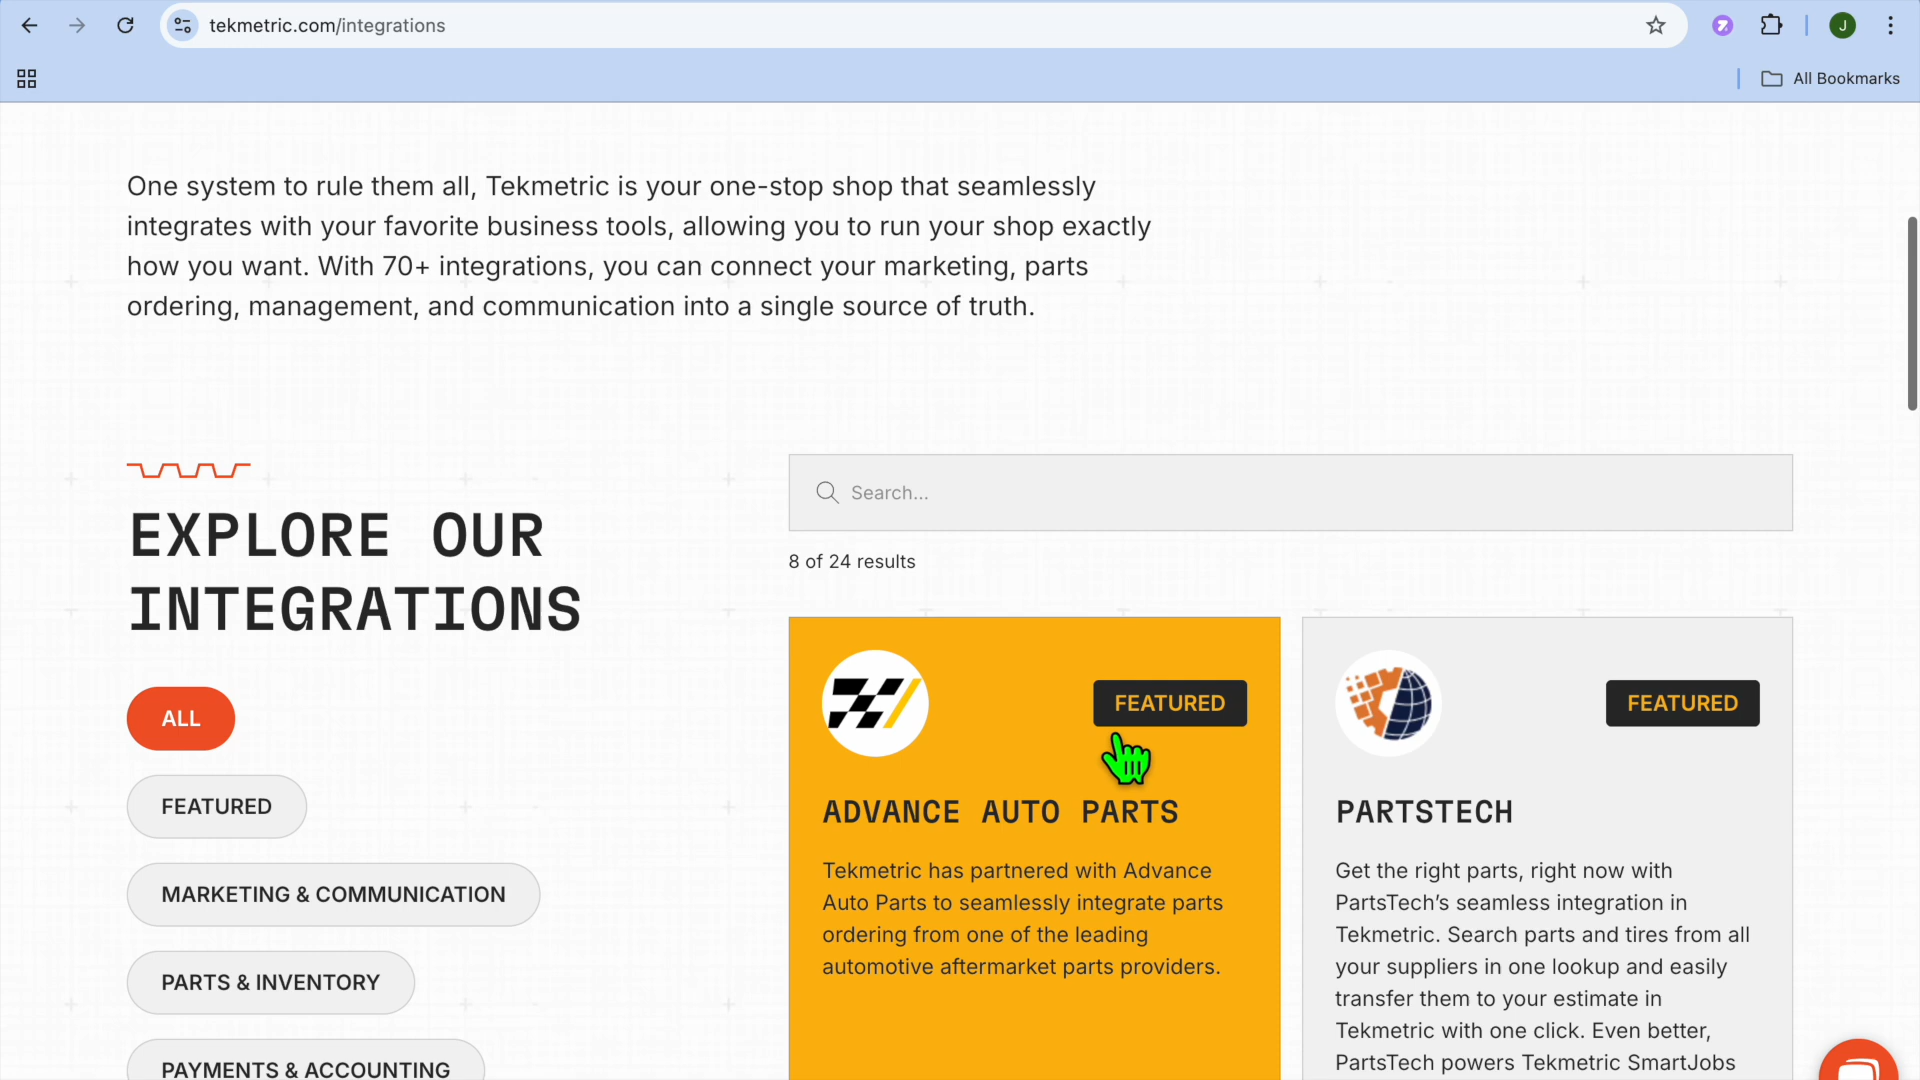 tekmetric.com/integrations
J
All Bookmarks
One system to rule them all, Tekmetric is your one-stop shop that seamlessly
integrates with your favorite business tools, allowing you to run your shop exactly
how you want. With 70+ integrations, you can connect your marketing, parts
ordering, management, and communication into a single source of truth.
EXPLORE OUR
INTEGRATIONS
ALL
FEATURED
MARKETING & COMMUNICATION
PARTS & INVENTORY
PAYMENTS & ACCOUNTING
Search...
8 of 24 results
FEATURED
ADVANCE AUTO PARTS
Tekmetric has partnered with Advance
Auto Parts to seamlessly integrate parts
ordering from one of the leading
automotive aftermarket parts providers.
FEATURED
PARTSTECH
Get the right parts, right now with
PartsTech’s seamless integration in
Tekmetric. Search parts and tires from all
your suppliers in one lookup and easily
transfer them to your estimate in
Tekmetric with one click. Even better,
PartsTech powers Tekmetric SmartJobs